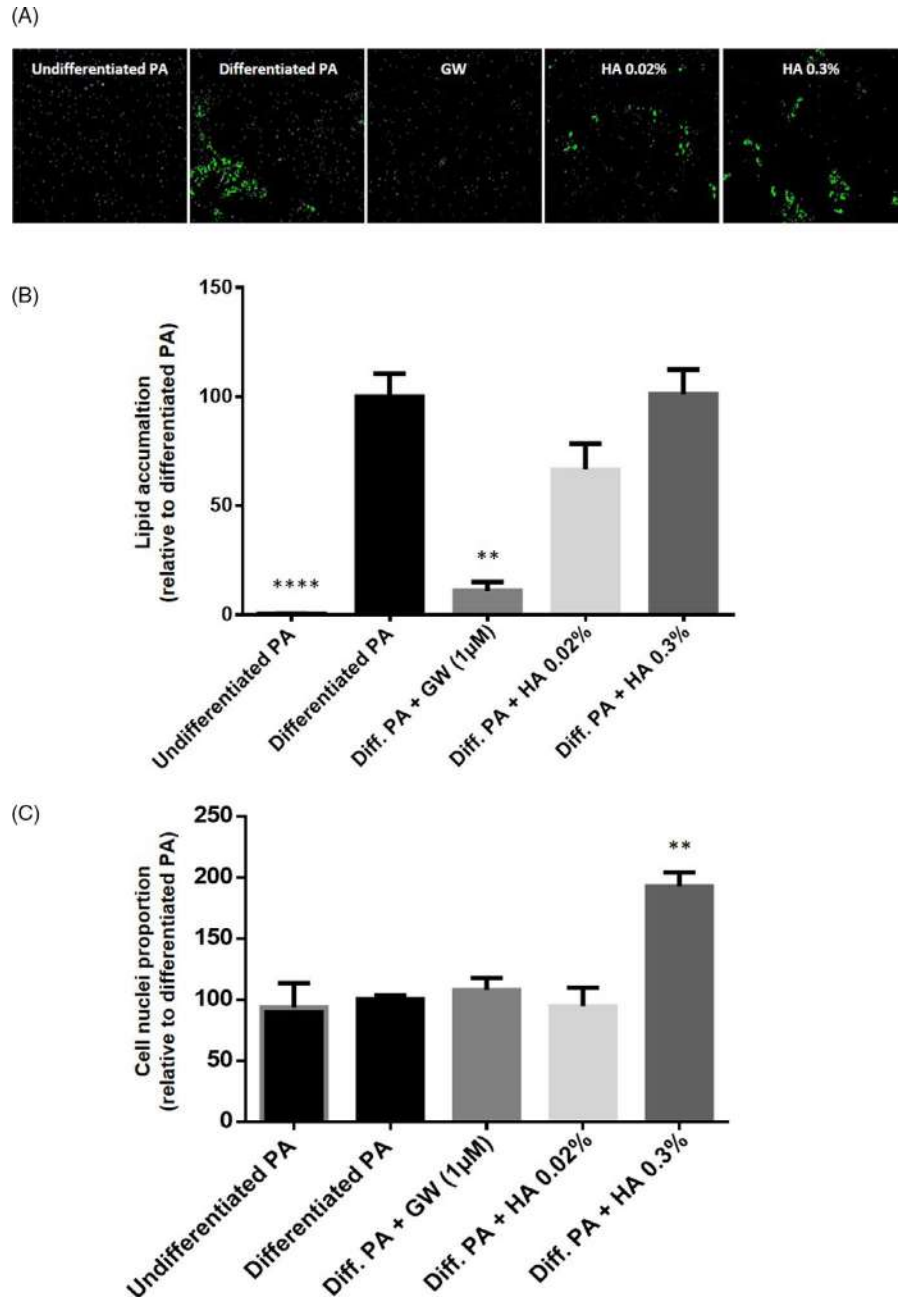 (A)
Undifferentiated PA
Differentiated PA
GW
HA 0.02%
HA 0.3%
(B)
Lipid accumaltion
(relative to differentiated PA)
150
100
50
0
****
**
Undifferentiated PA
Differentiated PA
Diff. PA + GW (1µM)
Diff. PA + HA 0.02%
Diff. PA + HA 0.3%
(C)
Cell nuclei proportion
(relative to differentiated PA)
250
200
150
100
50
0
**
Undifferentiated PA
Differentiated PA
Diff. PA + GW (1µM)
Diff. PA + HA 0.02%
Diff. PA + HA 0.3%